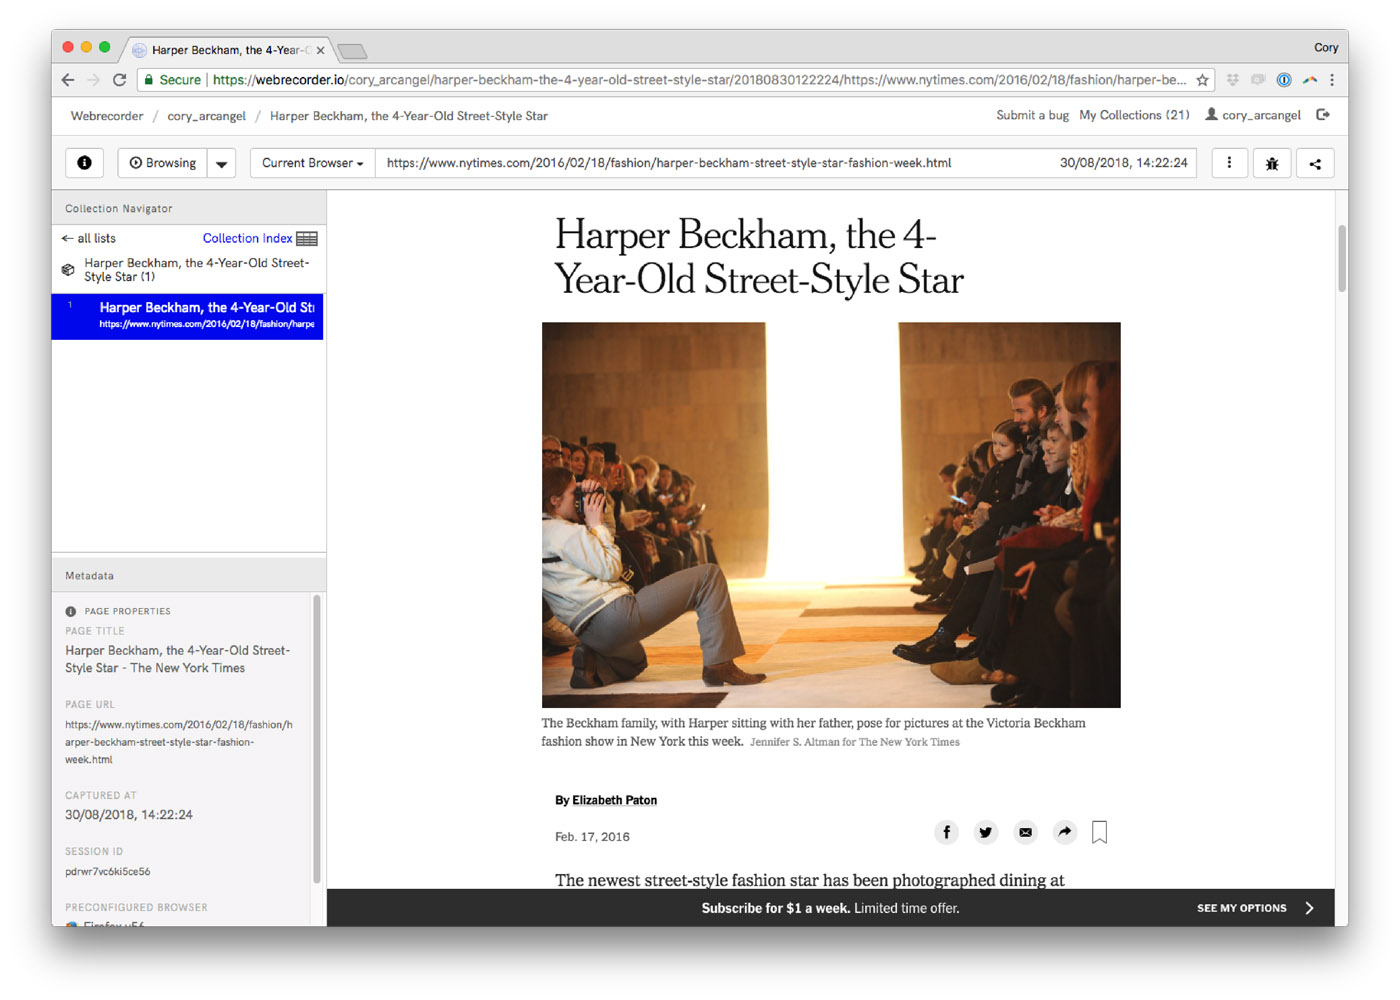 Harper Beckham, the 4-Year-O
Cory
Secure
https://webrecorder.io/cory_arcangel/harper-beckham-the-4-year-old-street-style-star/20180830122224/https://www.nytimes.com/2016/02/18/fashion/harper-be...
Webrecorder / cory_arcangel / Harper Beckham, the 4-Year-Old Street-Style Star
Submit a bug My Collections (21) cory_arcangel
Browsing
Current Browser
https://www.nytimes.com/2016/02/18/fashion/harper-beckham-street-style-star-fashion-week.html
30/08/2018, 14:22:24
Collection Navigator
← all lists
Collection Index
Harper Beckham, the 4-Year-Old Street-
Style Star (1)
1
Harper Beckham, the 4-Year-Old St
https://www.nytimes.com/2016/02/18/fashion/harpe
Metadata
PAGE PROPERTIES
PAGE TITLE
Harper Beckham, the 4-Year-Old Street-
Style Star - The New York Times
PAGE URL
https://www.nytimes.com/2016/02/18/fashion/h
arper-beckham-street-style-star-fashion-
week.html
CAPTURED AT
30/08/2018, 14:22:24
SESSION ID
pdrwr7vc6ki5ce56
PRECONFIGURED BROWSER
Firefox v56
Harper Beckham, the 4-
Year-Old Street-Style Star
The Beckham family, with Harper sitting with her father, pose for pictures at the Victoria Beckham
fashion show in New York this week. Jennifer S. Altman for The New York Times
By Elizabeth Paton
Feb. 17, 2016
The newest street-style fashion star has been photographed dining at
Subscribe for $1 a week. Limited time offer.
SEE MY OPTIONS